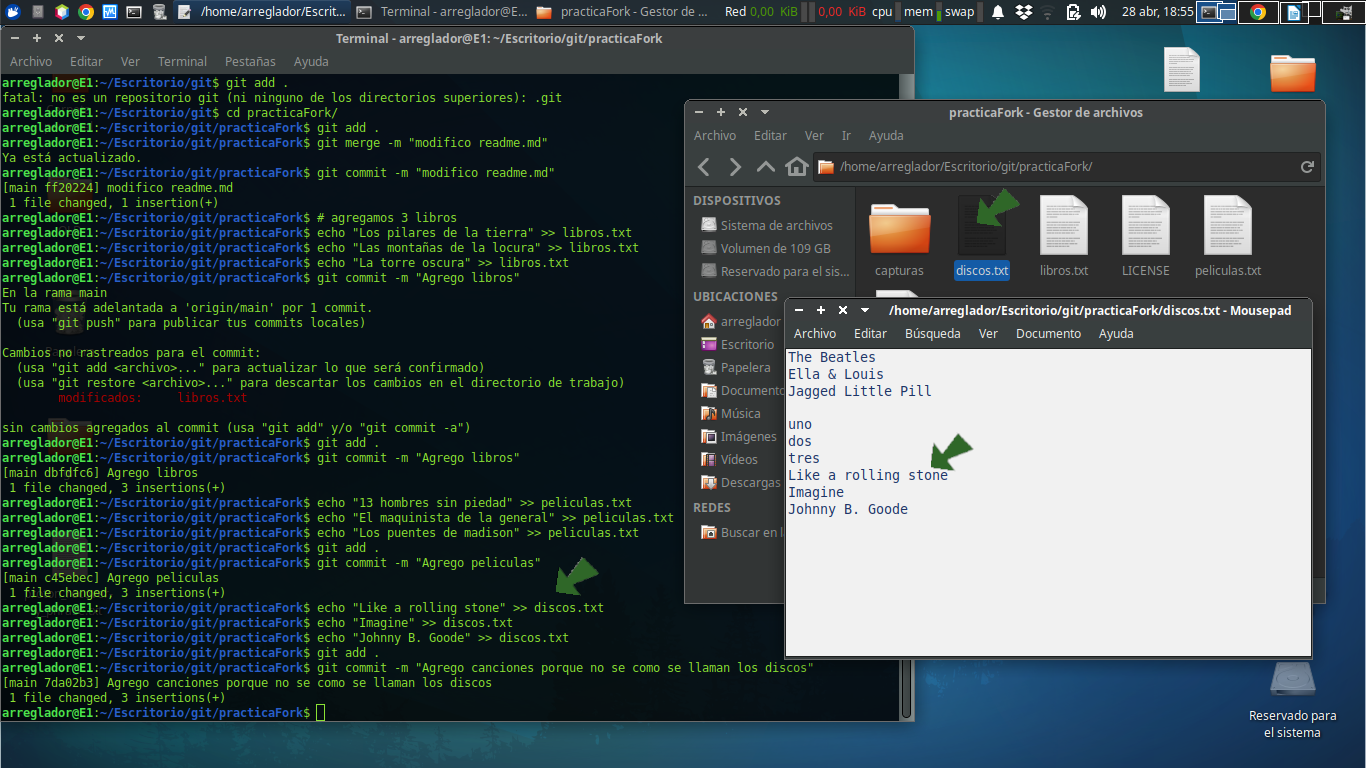 /home/arreglador/Escrit...
Terminal - arreglador@E...
practicaFork - Gestor de ...
Red 0,00 KiB 0,00 KiB cpu mem swap
28 abr, 18:55
Terminal - arreglador@E1: ~/Escritorio/git/practicaFork
Archivo Editar Ver Terminal Pestañas Ayuda
arreglador@E1:~/Escritorio/git$ git add .
fatal: no es un repositorio git (ni ninguno de los directorios superiores): .git
arreglador@E1:~/Escritorio/git$ cd practicaFork/
arreglador@E1:~/Escritorio/git/practicaFork$ git add .
arreglador@E1:~/Escritorio/git/practicaFork$ git merge -m "modifico readme.md"
Ya está actualizado.
arreglador@E1:~/Escritorio/git/practicaFork$ git commit -m "modifico readme.md"
[main ff20224] modifico readme.md
 1 file changed, 1 insertion(+)
arreglador@E1:~/Escritorio/git/practicaFork$ # agregamos 3 libros
arreglador@E1:~/Escritorio/git/practicaFork$ echo "Los pilares de la tierra" >> libros.txt
arreglador@E1:~/Escritorio/git/practicaFork$ echo "Las montañas de la locura" >> libros.txt
arreglador@E1:~/Escritorio/git/practicaFork$ echo "La torre oscura" >> libros.txt
arreglador@E1:~/Escritorio/git/practicaFork$ git commit -m "Agrego libros"
En la rama main
Tu rama está adelantada a 'origin/main' por 1 commit.
  (usa "git push" para publicar tus commits locales)

Cambios no rastreados para el commit:
  (usa "git add <archivo>..." para actualizar lo que será confirmado)
  (usa "git restore <archivo>..." para descartar los cambios en el directorio de trabajo)
        modificados:     libros.txt

sin cambios agregados al commit (usa "git add" y/o "git commit -a")
arreglador@E1:~/Escritorio/git/practicaFork$ git add .
arreglador@E1:~/Escritorio/git/practicaFork$ git commit -m "Agrego libros"
[main dbfdfc6] Agrego libros
 1 file changed, 3 insertions(+)
arreglador@E1:~/Escritorio/git/practicaFork$ echo "13 hombres sin piedad" >> peliculas.txt
arreglador@E1:~/Escritorio/git/practicaFork$ echo "El maquinista de la general" >> peliculas.txt
arreglador@E1:~/Escritorio/git/practicaFork$ echo "Los puentes de madison" >> peliculas.txt
arreglador@E1:~/Escritorio/git/practicaFork$ git add .
arreglador@E1:~/Escritorio/git/practicaFork$ git commit -m "Agrego peliculas"
[main c45ebec] Agrego peliculas
 1 file changed, 3 insertions(+)
arreglador@E1:~/Escritorio/git/practicaFork$ echo "Like a rolling stone" >> discos.txt
arreglador@E1:~/Escritorio/git/practicaFork$ echo "Imagine" >> discos.txt
arreglador@E1:~/Escritorio/git/practicaFork$ echo "Johnny B. Goode" >> discos.txt
arreglador@E1:~/Escritorio/git/practicaFork$ git add .
arreglador@E1:~/Escritorio/git/practicaFork$ git commit -m "Agrego canciones porque no se como se llaman los discos"
[main 7da02b3] Agrego canciones porque no se como se llaman los discos
 1 file changed, 3 insertions(+)
arreglador@E1:~/Escritorio/git/practicaFork$
practicaFork - Gestor de archivos
Archivo Editar Ver Ir Ayuda
/home/arreglador/Escritorio/git/practicaFork/
DISPOSITIVOS
Sistema de archivos
Volumen de 109 GB
Reservado para el sis...
UBICACIONES
arreglador
Escritorio
Papelera
Documento
Música
Imágenes
Vídeos
Descargas
REDES
Buscar en l
capturas
discos.txt
libros.txt
LICENSE
peliculas.txt
/home/arreglador/Escritorio/git/practicaFork/discos.txt - Mousepad
Archivo Editar Búsqueda Ver Documento Ayuda
The Beatles
Ella & Louis
Jagged Little Pill

uno
dos
tres
Like a rolling stone
Imagine
Johnny B. Goode
Reservado para
el sistema